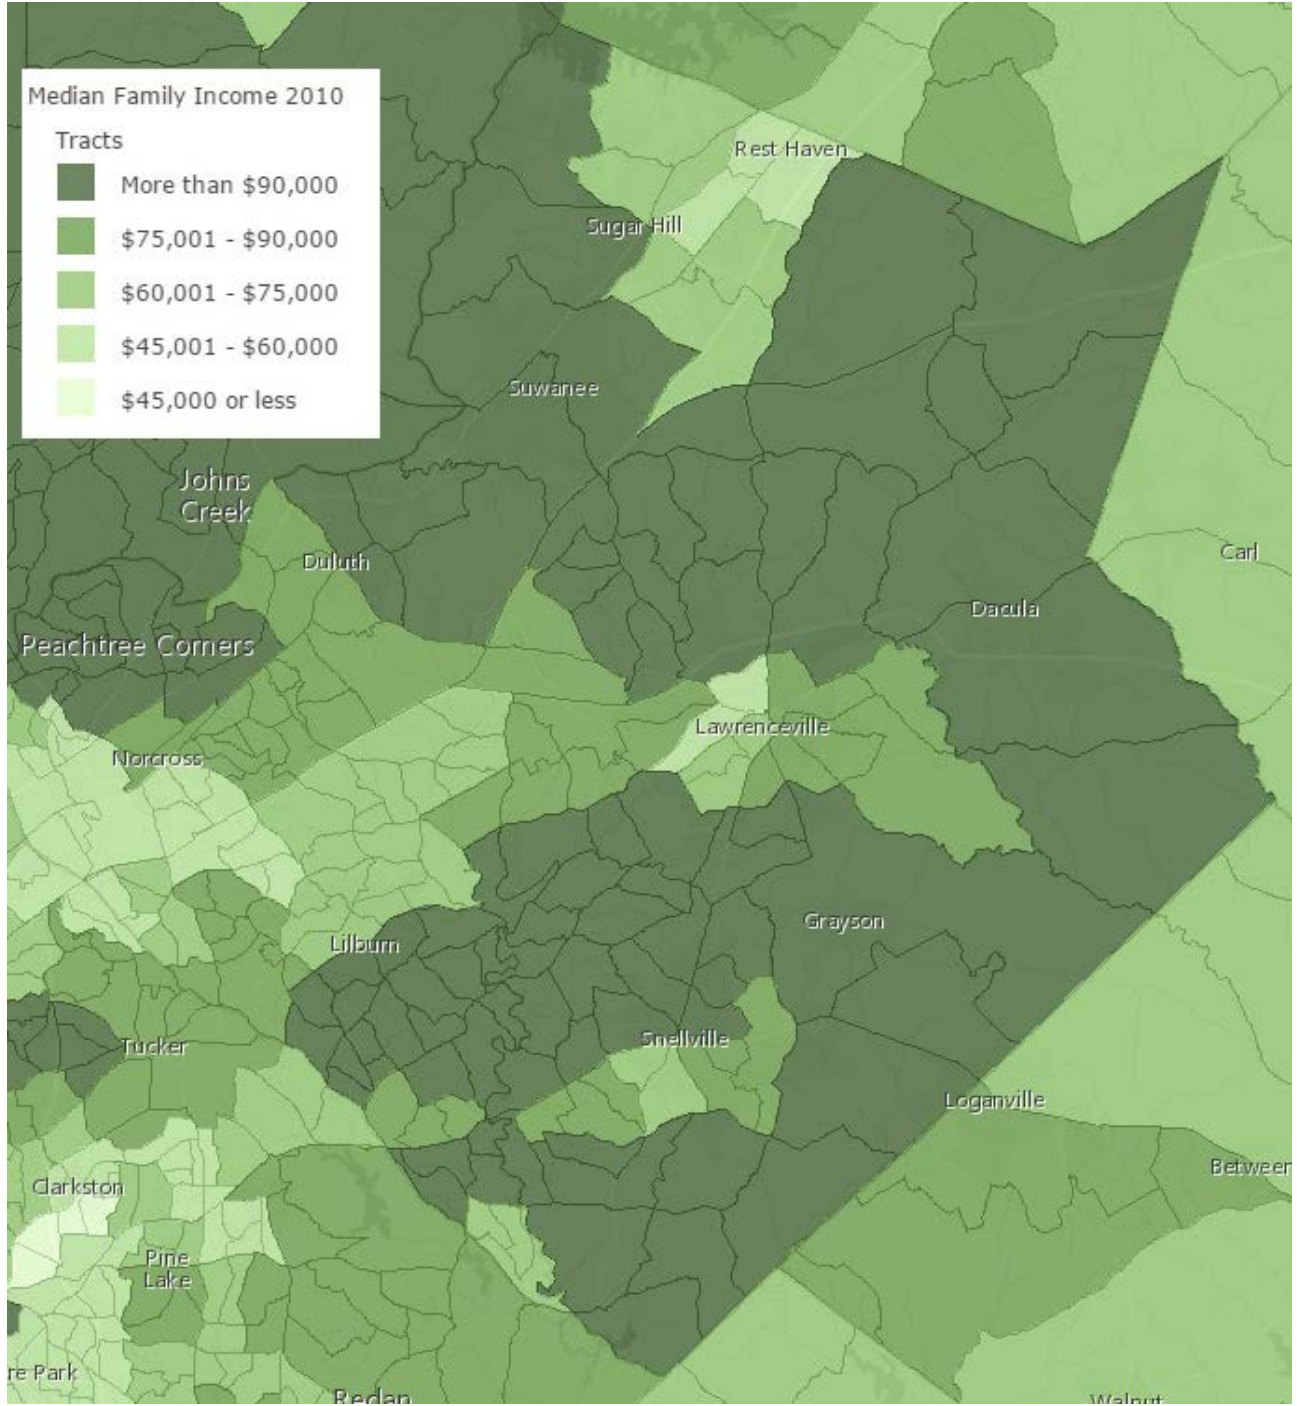 Median Family Income 2010
Tracts
More than $90,000
$75,001 - $90,000
$60,001 - $75,000
$45,001 - $60,000
$45,000 or less
Rest Haven
Sugar Hill
Suwanee
Johns
Creek
Duluth
Carl
Dacula
Peachtree Corners
Lawrenceville
Norcross
Grayson
Lilburn
Snellville
Tucker
Loganville
Between
Clarkston
Pine
Lake
re Park
Redan
Walnut